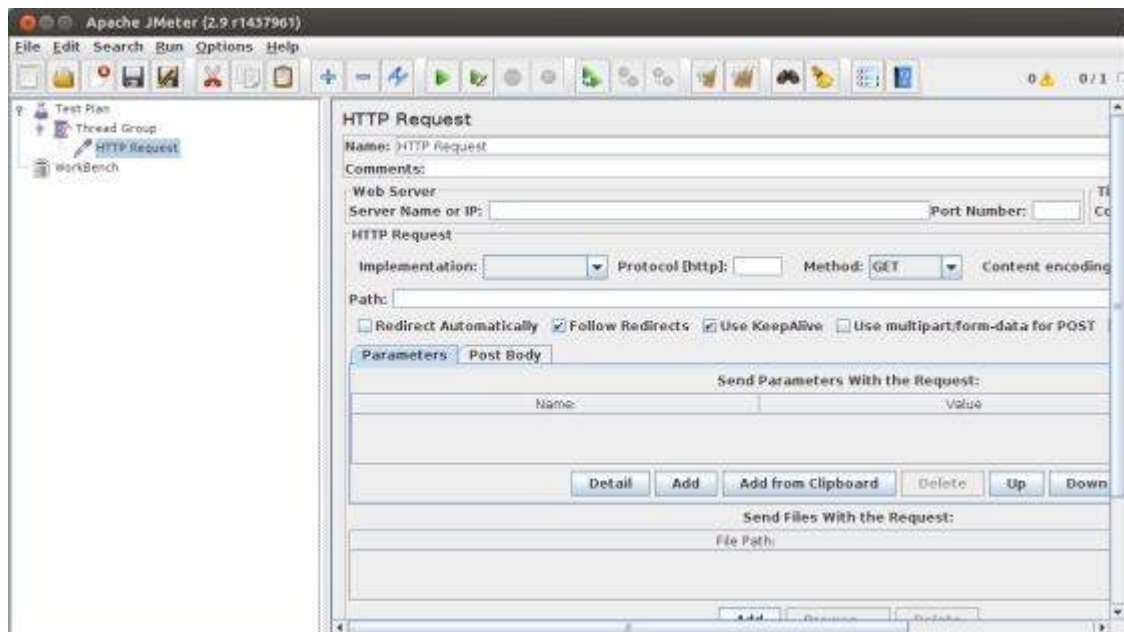 Apache JMeter (2.9 r1437961)
File Edit Search Run Options Help
0 0 / 1
Test Plan
Thread Group
HTTP Request
WorkBench
HTTP Request
Name: HTTP Request
Comments:
Web Server
Server Name or IP: Port Number:
HTTP Request
Implementation: Protocol [http]: Method: GET Content encoding
Path:
Redirect Automatically Follow Redirects Use KeepAlive Use multipart/form-data for POST
Parameters Post Body
Send Parameters With the Request:
Name: Value
Detail Add Add from Clipboard Delete Up Down
Send Files With the Request:
File Path:
Add Delete